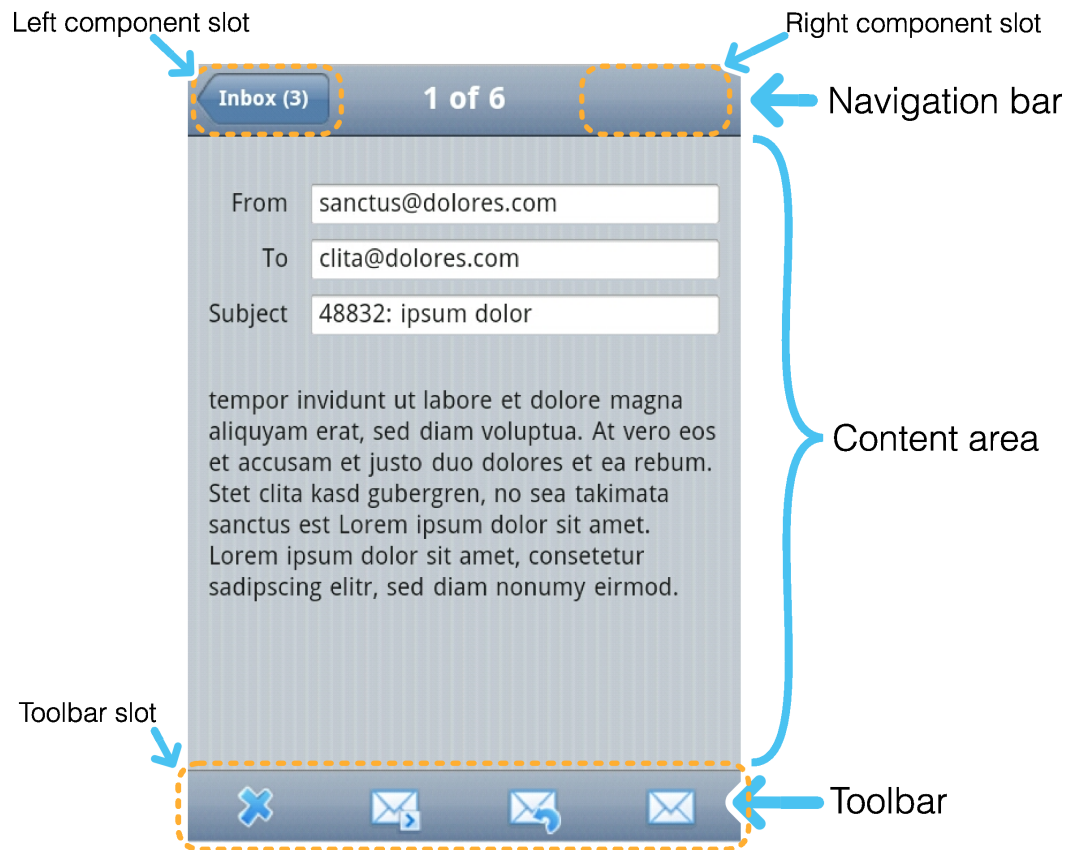 Left component slot
Right component slot
Inbox (3)
1 of 6
Navigation bar
From
sanctus@dolores.com
To
clita@dolores.com
Subject
48832: ipsum dolor
tempor invidunt ut labore et dolore magna
aliquyam erat, sed diam voluptua. At vero eos
et accusam et justo duo dolores et ea rebum.
Stet clita kasd gubergren, no sea takimata
sanctus est Lorem ipsum dolor sit amet.
Lorem ipsum dolor sit amet, consetetur
sadipscing elitr, sed diam nonumy eirmod.
Content area
Toolbar slot
Toolbar